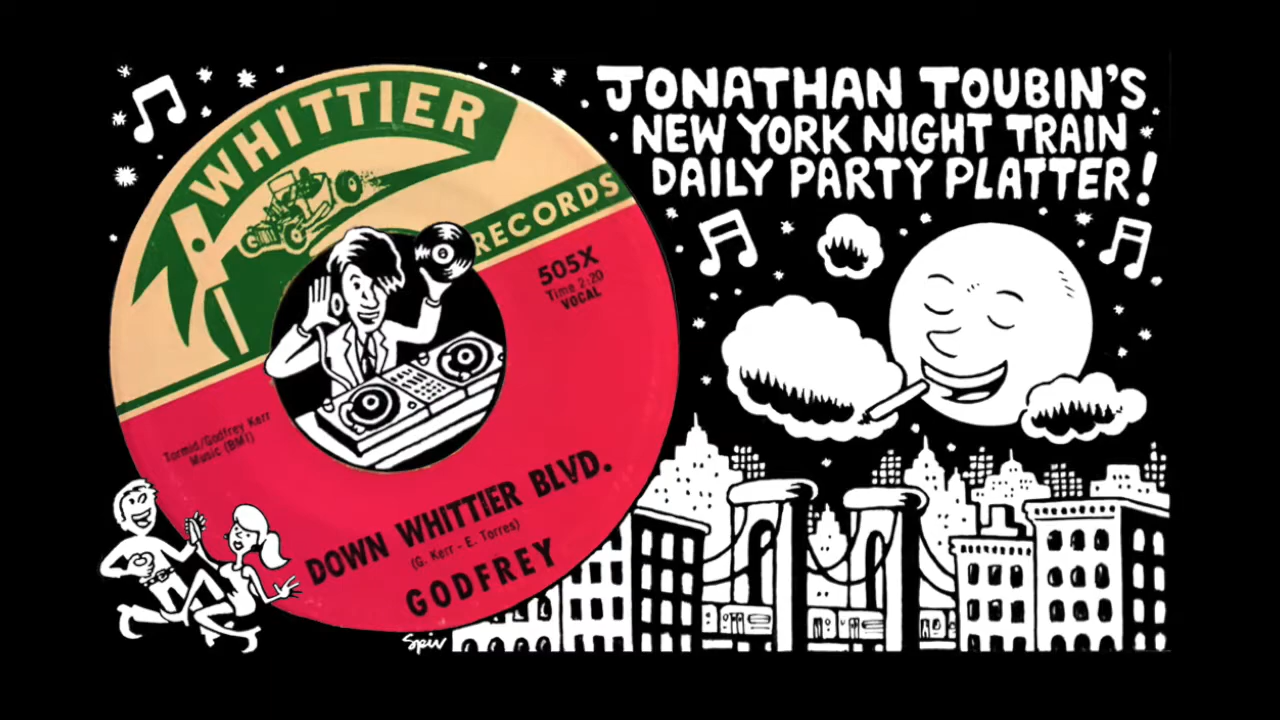 JONATHAN TOUBIN'S
NEW YORK NIGHT TRAIN
DAILY PARTY PLATTER!
WHITTIER
RECORDS
505X
Time 2:20
VOCAL
Tormid/Godfrey Kerr
Music (BMI)
DOWN WHITTIER BLVD.
(G. Kerr - E. Torres)
GODFREY
Spiv